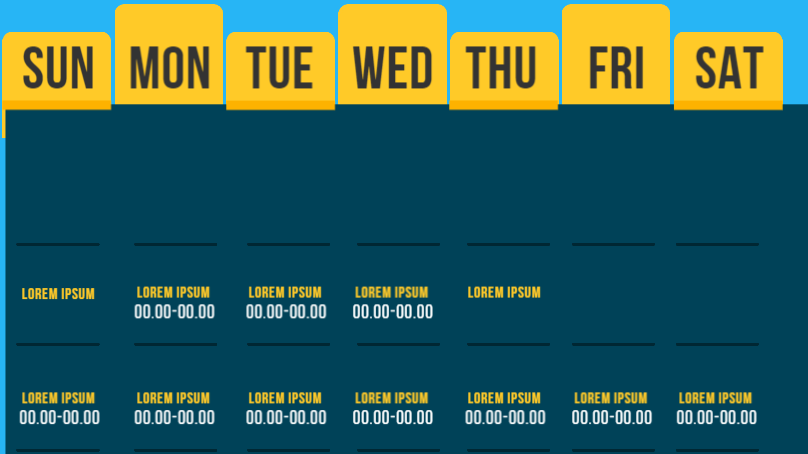 SUN MON TUE WED THU FRI SAT
LOREM IPSUM LOREM IPSUM LOREM IPSUM LOREM IPSUM LOREM IPSUM
00.00-00.00 00.00-00.00 00.00-00.00
LOREM IPSUM LOREM IPSUM LOREM IPSUM LOREM IPSUM LOREM IPSUM LOREM IPSUM LOREM IPSUM
00.00-00.00 00.00-00.00 00.00-00.00 00.00-00.00 00.00-00.00 00.00-00.00 00.00-00.00